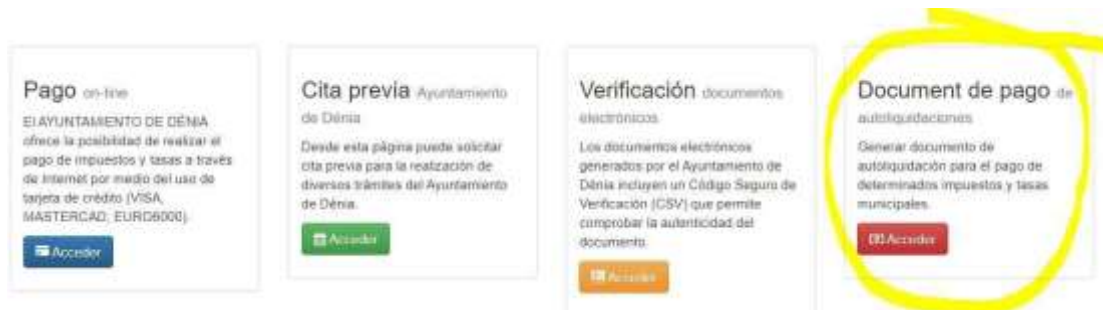 Pago on-line
El AYUNTAMIENTO DE DÉNIA
ofrece la posibilidad de realizar el
pago de impuestos y tasas a través
de Internet por medio del uso de
tarjeta de crédito (VISA,
MASTERCAD, EURO6000).
Acceder
Cita previa Ayuntamiento
de Dénia
Desde esta página puede solicitar
cita previa para la realización de
diversos trámites del Ayuntamiento
de Dénia.
Acceder
Verificación documentos
electrónicos
Los documentos electrónicos
generados por el Ayuntamiento de
Dénia incluyen un Código Seguro de
Verificación (CSV) que permite
comprobar la autenticidad del
documento.
Acceder
Document de pago de
autoliquidaciones
Generar documento de
autoliquidación para el pago de
determinados impuestos y tasas
municipales.
Acceder